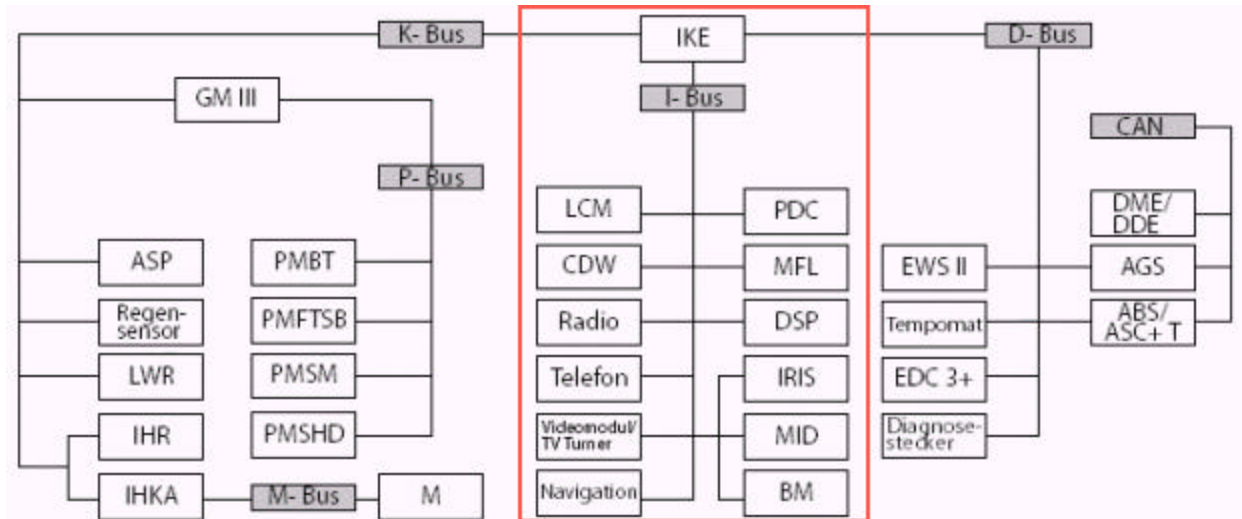 K- Bus
IKE
D- Bus
GM III
I- Bus
CAN
P- Bus
LCM
PDC
DME/
DDE
ASP
PMBT
CDW
MFL
EWS II
AGS
Regen-
sensor
PMFTSB
Radio
DSP
Tempomat
ABS/
ASC+ T
LWR
PMSM
Telefon
IRIS
EDC 3+
IHR
PMSHD
Videomodul/
TV Turner
MID
Diagnose-
stecker
IHKA
M- Bus
M
Navigation
BM